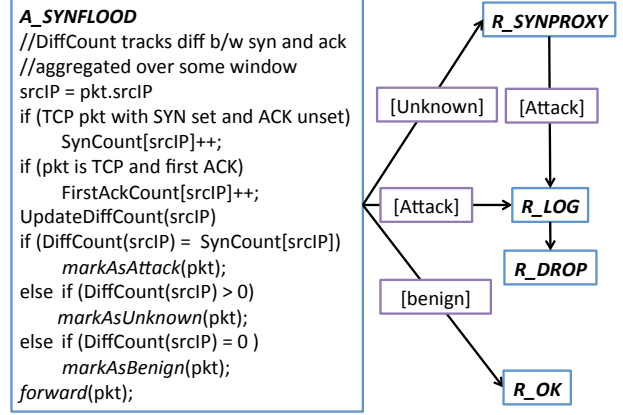 A_SYNFLOOD
//DiffCount tracks diff b/w syn and ack
//aggregated over some window
srcIP = pkt.srcIP
if (TCP pkt with SYN set and ACK unset)
SynCount[srcIP]++;
if (pkt is TCP and first ACK)
FirstAckCount[srcIP]++;
UpdateDiffCount(srcIP)
if (DiffCount(srcIP) = SynCount[srcIP])
markAsAttack(pkt);
else if (DiffCount(srcIP) > 0)
markAsUnknown(pkt);
else if (DiffCount(srcIP) = 0 )
markAsBenign(pkt);
forward(pkt);
R_SYNPROXY
[Unknown]
[Attack]
[Attack]
R_LOG
R_DROP
[benign]
R_OK